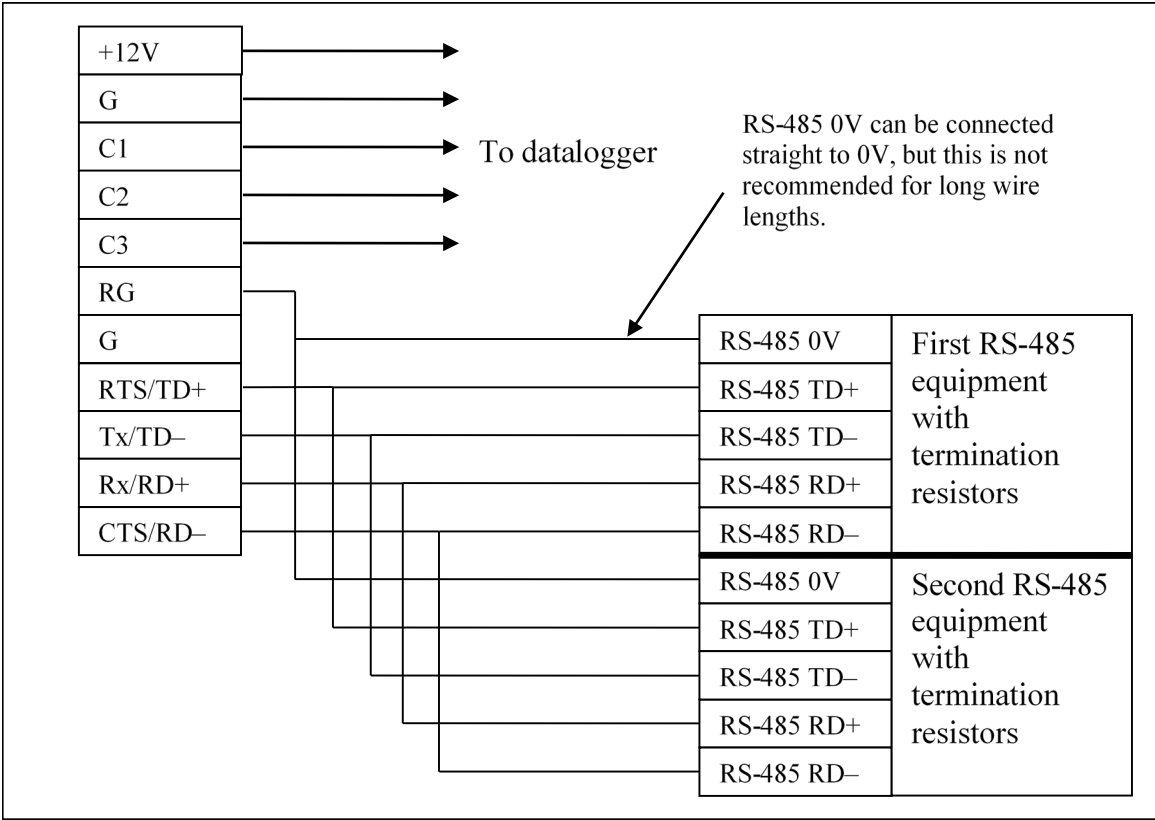 +12V
G
C1
C2
C3
RG
G
RTS/TD+
Tx/TD–
Rx/RD+
CTS/RD–
To datalogger
RS-485 0V can be connected
straight to 0V, but this is not
recommended for long wire
lengths.
RS-485 0V
RS-485 TD+
RS-485 TD–
RS-485 RD+
RS-485 RD–
First RS-485
equipment
with
termination
resistors
RS-485 0V
RS-485 TD+
RS-485 TD–
RS-485 RD+
RS-485 RD–
Second RS-485
equipment
with
termination
resistors